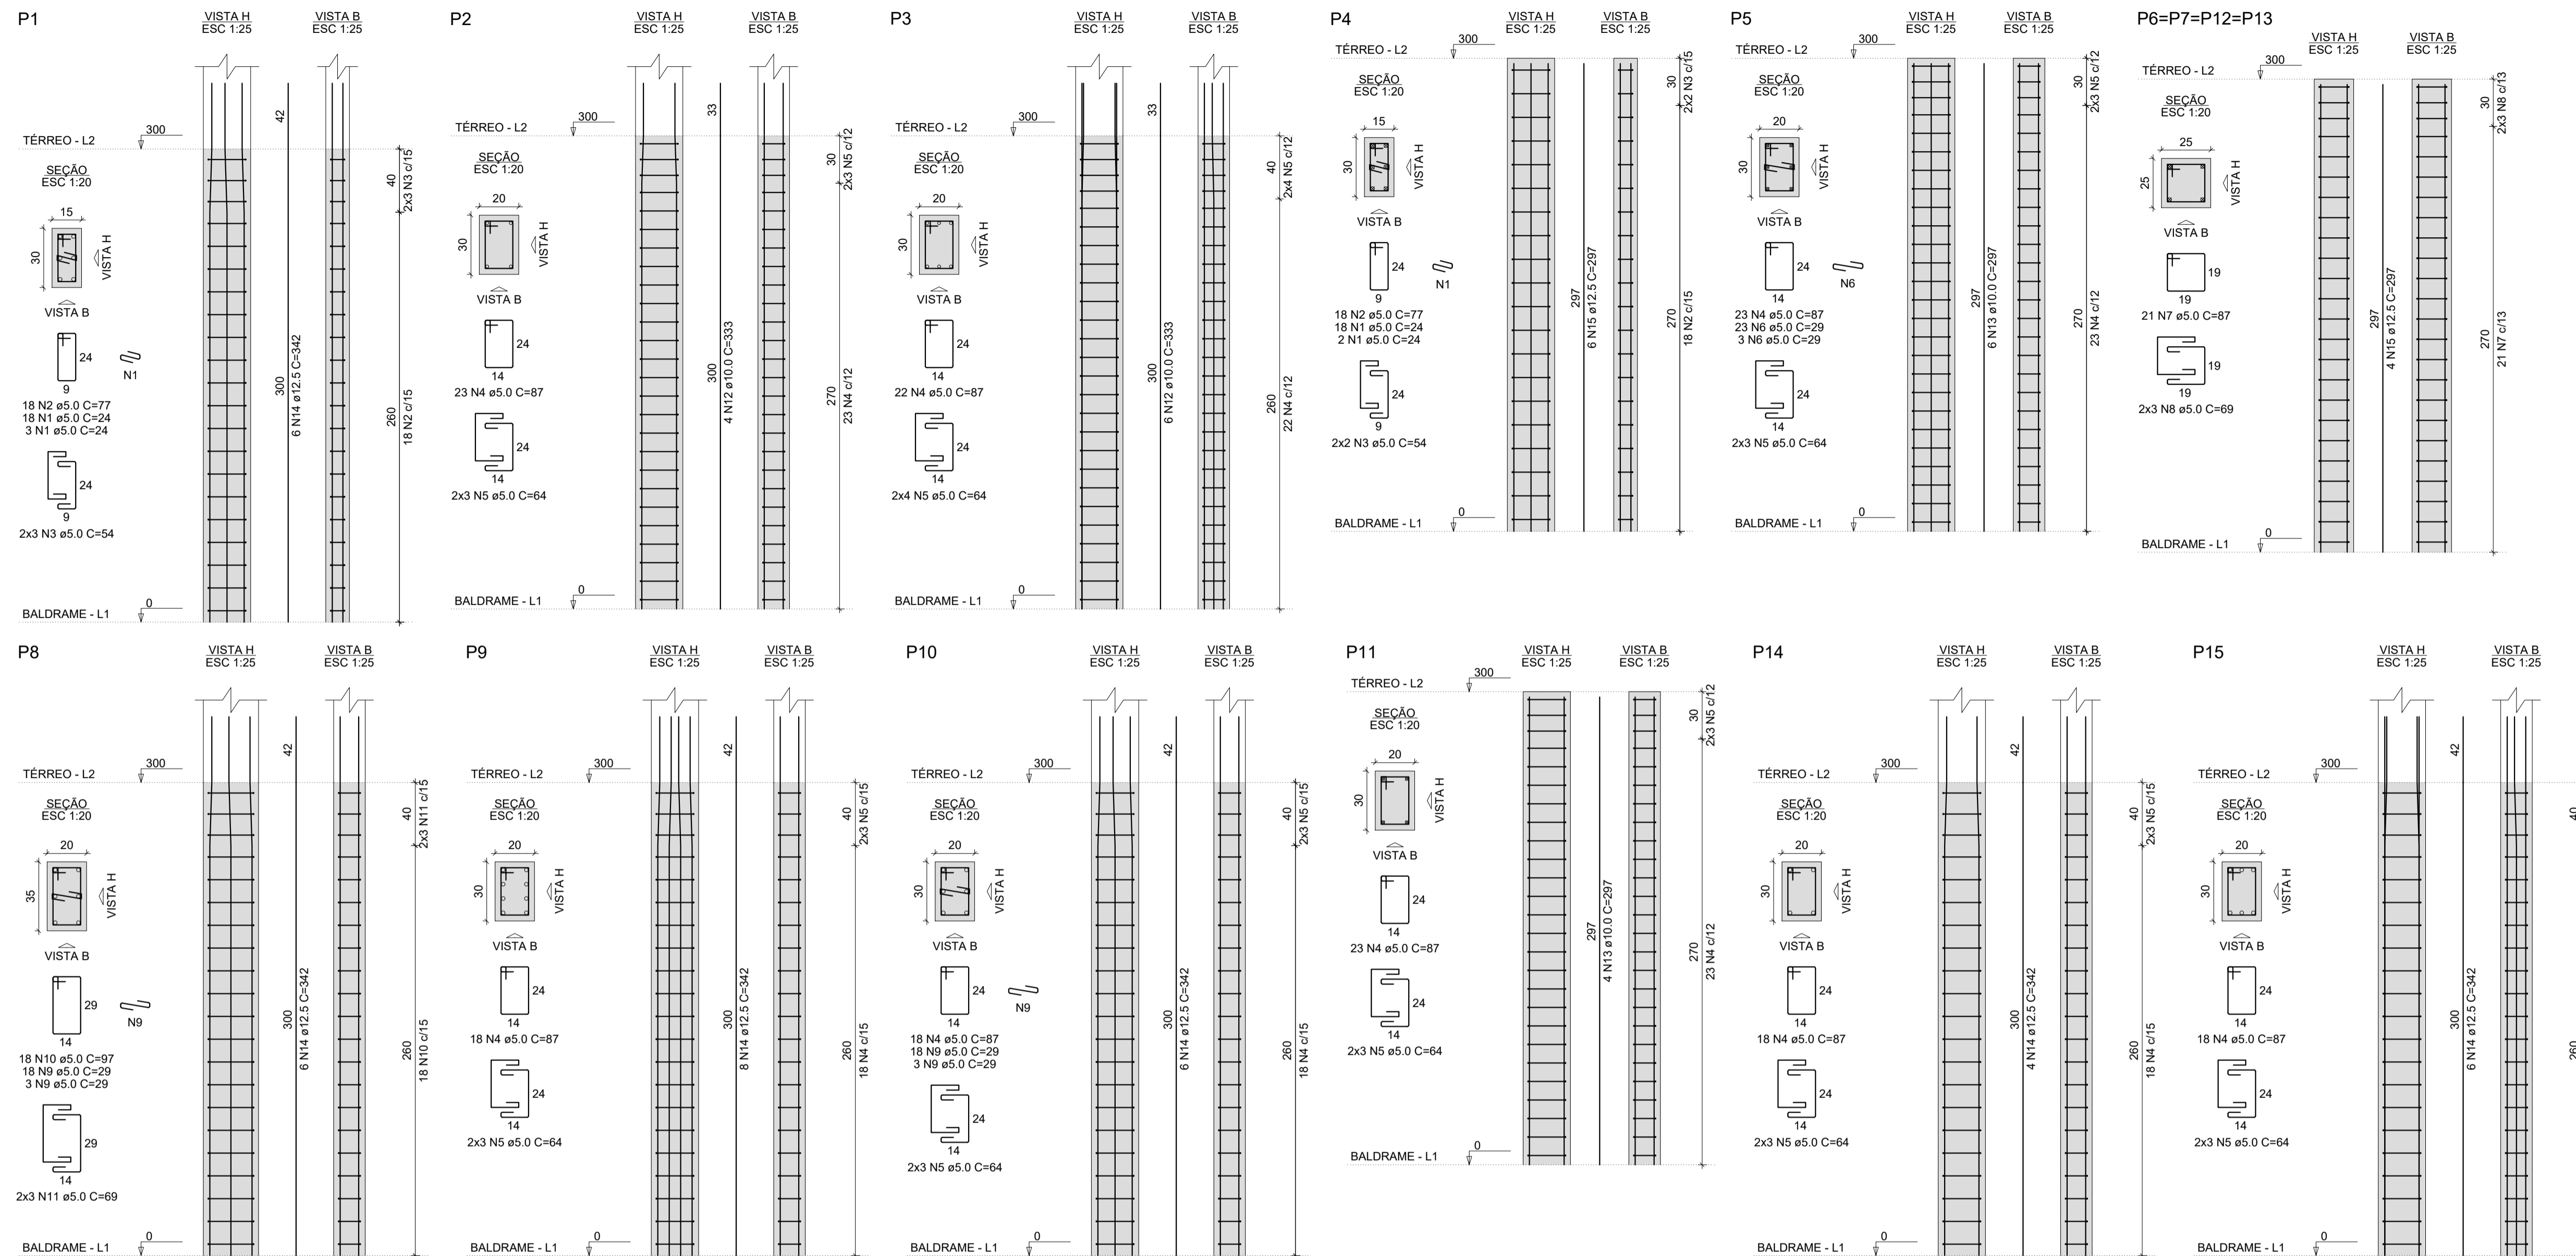 P1
VISTA H
ESC 1:25
VISTA B
ESC 1:25
TÉRREO - L2
300
SEÇÃO
ESC 1:20
15
30
VISTA H
VISTA B
24
9
N1
18 N2 ø5.0 C=77
18 N1 ø5.0 C=24
3 N1 ø5.0 C=24
24
9
2x3 N3 ø5.0 C=54
BALDRAME - L1
0
42
300
6 N14 ø12.5 C=342
40
2x3 N3 c/15
260
18 N2 c/15
P2
VISTA H
ESC 1:25
VISTA B
ESC 1:25
TÉRREO - L2
300
SEÇÃO
ESC 1:20
20
30
VISTA H
VISTA B
24
14
23 N4 ø5.0 C=87
24
14
2x3 N5 ø5.0 C=64
BALDRAME - L1
0
33
300
4 N12 ø10.0 C=333
30
2x3 N5 c/12
270
23 N4 c/12
P3
VISTA H
ESC 1:25
VISTA B
ESC 1:25
TÉRREO - L2
300
SEÇÃO
ESC 1:20
20
30
VISTA H
VISTA B
24
14
22 N4 ø5.0 C=87
24
14
2x4 N5 ø5.0 C=64
BALDRAME - L1
0
33
300
6 N12 ø10.0 C=333
40
2x4 N5 c/12
260
22 N4 c/12
P4
VISTA H
ESC 1:25
VISTA B
ESC 1:25
TÉRREO - L2
300
SEÇÃO
ESC 1:20
15
30
VISTA H
VISTA B
24
9
N1
18 N2 ø5.0 C=77
18 N1 ø5.0 C=24
2 N1 ø5.0 C=24
24
9
2x2 N3 ø5.0 C=54
BALDRAME - L1
0
297
6 N15 ø12.5 C=297
30
2x2 N3 c/15
270
18 N2 c/15
P5
VISTA H
ESC 1:25
VISTA B
ESC 1:25
TÉRREO - L2
300
SEÇÃO
ESC 1:20
20
30
VISTA H
VISTA B
24
14
N6
23 N4 ø5.0 C=87
23 N6 ø5.0 C=29
3 N6 ø5.0 C=29
24
14
2x3 N5 ø5.0 C=64
BALDRAME - L1
0
297
6 N13 ø10.0 C=297
30
2x3 N5 c/12
270
23 N4 c/12
P6=P7=P12=P13
VISTA H
ESC 1:25
VISTA B
ESC 1:25
TÉRREO - L2
300
SEÇÃO
ESC 1:20
25
25
VISTA H
VISTA B
19
19
21 N7 ø5.0 C=87
19
19
2x3 N8 ø5.0 C=69
BALDRAME - L1
0
297
4 N15 ø12.5 C=297
30
2x3 N8 c/13
270
21 N7 c/13
P8
VISTA H
ESC 1:25
VISTA B
ESC 1:25
TÉRREO - L2
300
SEÇÃO
ESC 1:20
20
35
VISTA H
VISTA B
29
14
N9
18 N10 ø5.0 C=97
18 N9 ø5.0 C=29
3 N9 ø5.0 C=29
29
14
2x3 N11 ø5.0 C=69
BALDRAME - L1
0
42
300
6 N14 ø12.5 C=342
40
2x3 N11 c/15
260
18 N10 c/15
P9
VISTA H
ESC 1:25
VISTA B
ESC 1:25
TÉRREO - L2
300
SEÇÃO
ESC 1:20
20
30
VISTA H
VISTA B
24
14
18 N4 ø5.0 C=87
24
14
2x3 N5 ø5.0 C=64
BALDRAME - L1
0
42
300
8 N14 ø12.5 C=342
40
2x3 N5 c/15
260
18 N4 c/15
P10
VISTA H
ESC 1:25
VISTA B
ESC 1:25
TÉRREO - L2
300
SEÇÃO
ESC 1:20
20
30
VISTA H
VISTA B
24
14
N9
18 N4 ø5.0 C=87
18 N9 ø5.0 C=29
3 N9 ø5.0 C=29
24
14
2x3 N5 ø5.0 C=64
BALDRAME - L1
0
42
300
6 N14 ø12.5 C=342
40
2x3 N5 c/15
260
18 N4 c/15
P11
VISTA H
ESC 1:25
VISTA B
ESC 1:25
TÉRREO - L2
300
SEÇÃO
ESC 1:20
20
30
VISTA H
VISTA B
24
14
23 N4 ø5.0 C=87
24
14
2x3 N5 ø5.0 C=64
BALDRAME - L1
0
297
4 N13 ø10.0 C=297
30
2x3 N5 c/12
270
23 N4 c/12
P14
VISTA H
ESC 1:25
VISTA B
ESC 1:25
TÉRREO - L2
300
SEÇÃO
ESC 1:20
20
30
VISTA H
VISTA B
24
14
18 N4 ø5.0 C=87
24
14
2x3 N5 ø5.0 C=64
BALDRAME - L1
0
42
300
4 N14 ø12.5 C=342
40
2x3 N5 c/15
260
18 N4 c/15
P15
VISTA H
ESC 1:25
VISTA B
ESC 1:25
TÉRREO - L2
300
SEÇÃO
ESC 1:20
20
30
VISTA H
VISTA B
24
14
18 N4 ø5.0 C=87
24
14
2x3 N5 ø5.0 C=64
BALDRAME - L1
0
42
300
6 N14 ø12.5 C=342
40
260